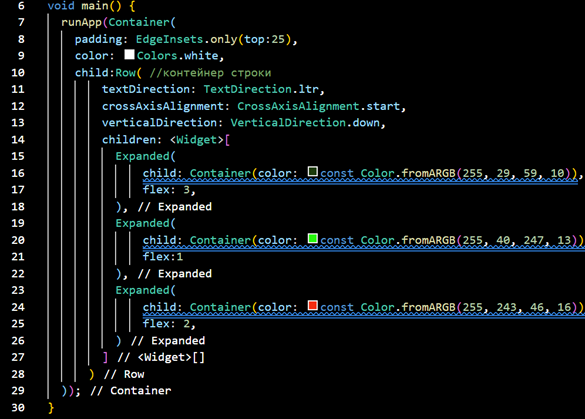 6 void main() {
7 runApp(Container(
8 padding: EdgeInsets.only(top:25),
9 color: Colors.white,
10 child:Row( //контейнер строки
11 textDirection: TextDirection.ltr,
12 crossAxisAlignment: CrossAxisAlignment.start,
13 verticalDirection: VerticalDirection.down,
14 children: <Widget>[
15 Expanded(
16 child: Container(color: const Color.fromARGB(255, 29, 59, 10)),
17 flex: 3,
18 ), // Expanded
19 Expanded(
20 child: Container(color: const Color.fromARGB(255, 40, 247, 13))
21 flex:1
22 ), // Expanded
23 Expanded(
24 child: Container(color: const Color.fromARGB(255, 243, 46, 16))
25 flex: 2,
26 ) // Expanded
27 ] // <Widget>[]
28 ) // Row
29 )); // Container
30 }